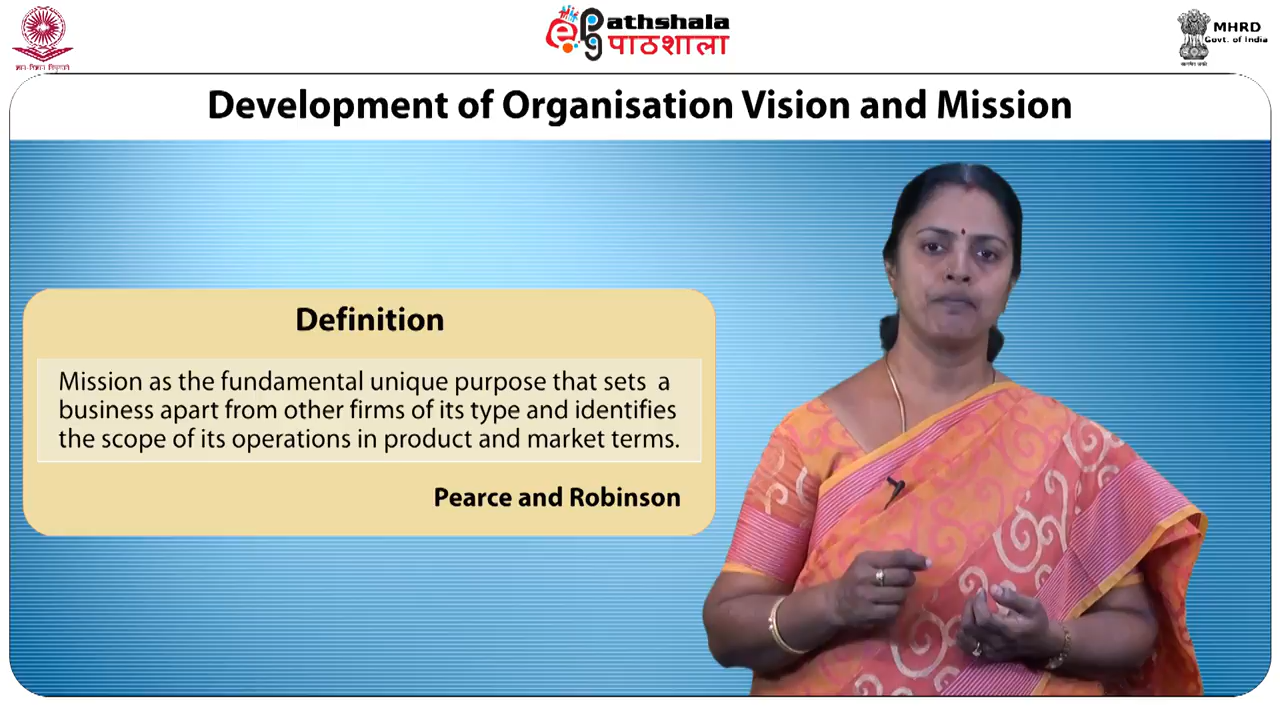 ePGathshala
पाठशाला
MHRD
Govt. of India
Development of Organisation Vision and Mission
Definition
Mission as the fundamental unique purpose that sets a
business apart from other firms of its type and identifies
the scope of its operations in product and market terms.
Pearce and Robinson